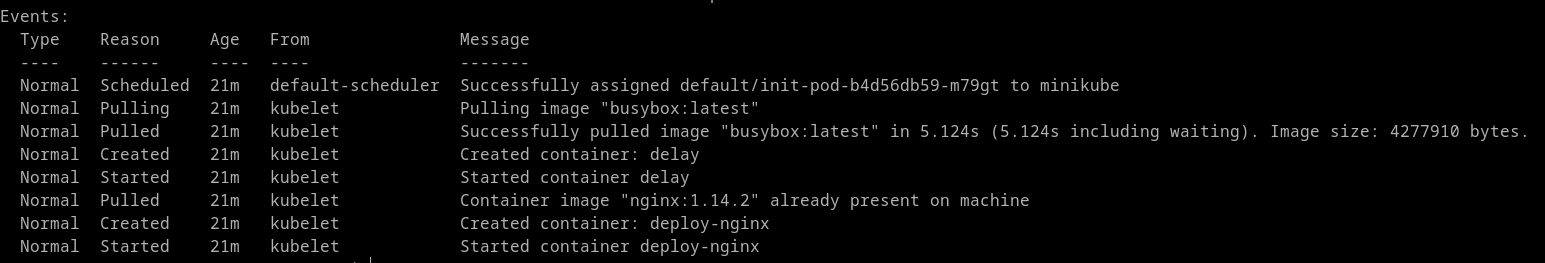 Events:
Type Reason Age From Message
---- ------ ---- ---- -------
Normal Scheduled 21m default-scheduler Successfully assigned default/init-pod-b4d56db59-m79gt to minikube
Normal Pulling 21m kubelet Pulling image "busybox:latest"
Normal Pulled 21m kubelet Successfully pulled image "busybox:latest" in 5.124s (5.124s including waiting). Image size: 4277910 bytes.
Normal Created 21m kubelet Created container: delay
Normal Started 21m kubelet Started container delay
Normal Pulled 21m kubelet Container image "nginx:1.14.2" already present on machine
Normal Created 21m kubelet Created container: deploy-nginx
Normal Started 21m kubelet Started container deploy-nginx